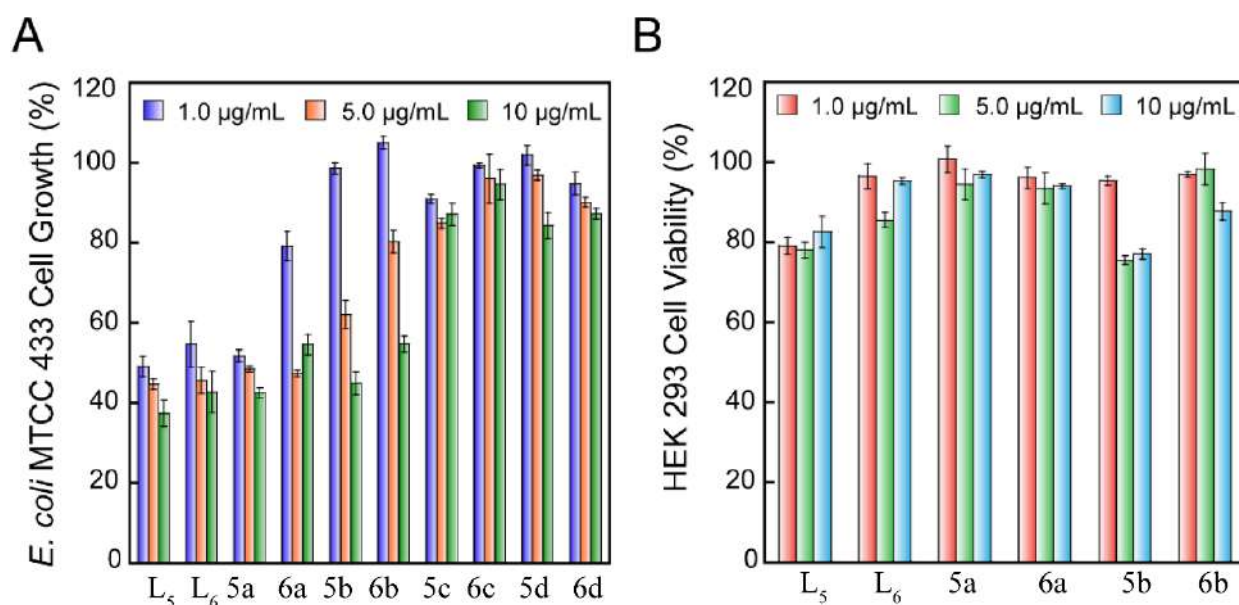 A
E. coli MTCC 433 Cell Growth (%)
120
100
80
60
40
20
0
1.0 µg/mL 5.0 µg/mL 10 µg/mL
L5 L6 5a 6a 5b 6b 5c 6c 5d 6d
B
HEK 293 Cell Viability (%)
120
100
80
60
40
20
0
1.0 µg/mL 5.0 µg/mL 10 µg/mL
L5 L6 5a 6a 5b 6b